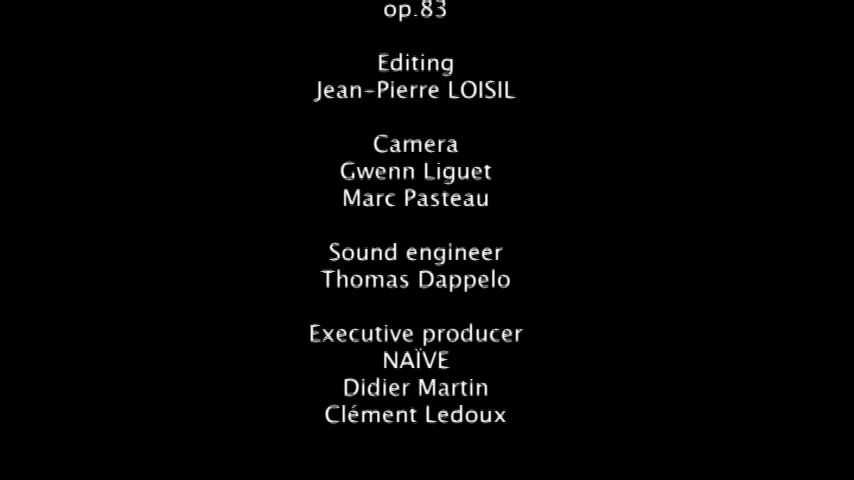 op.83
Editing
Jean-Pierre LOISIL
Camera
Gwenn Liguet
Marc Pasteau
Sound engineer
Thomas Dappelo
Executive producer
NAÏVE
Didier Martin
Clément Ledoux